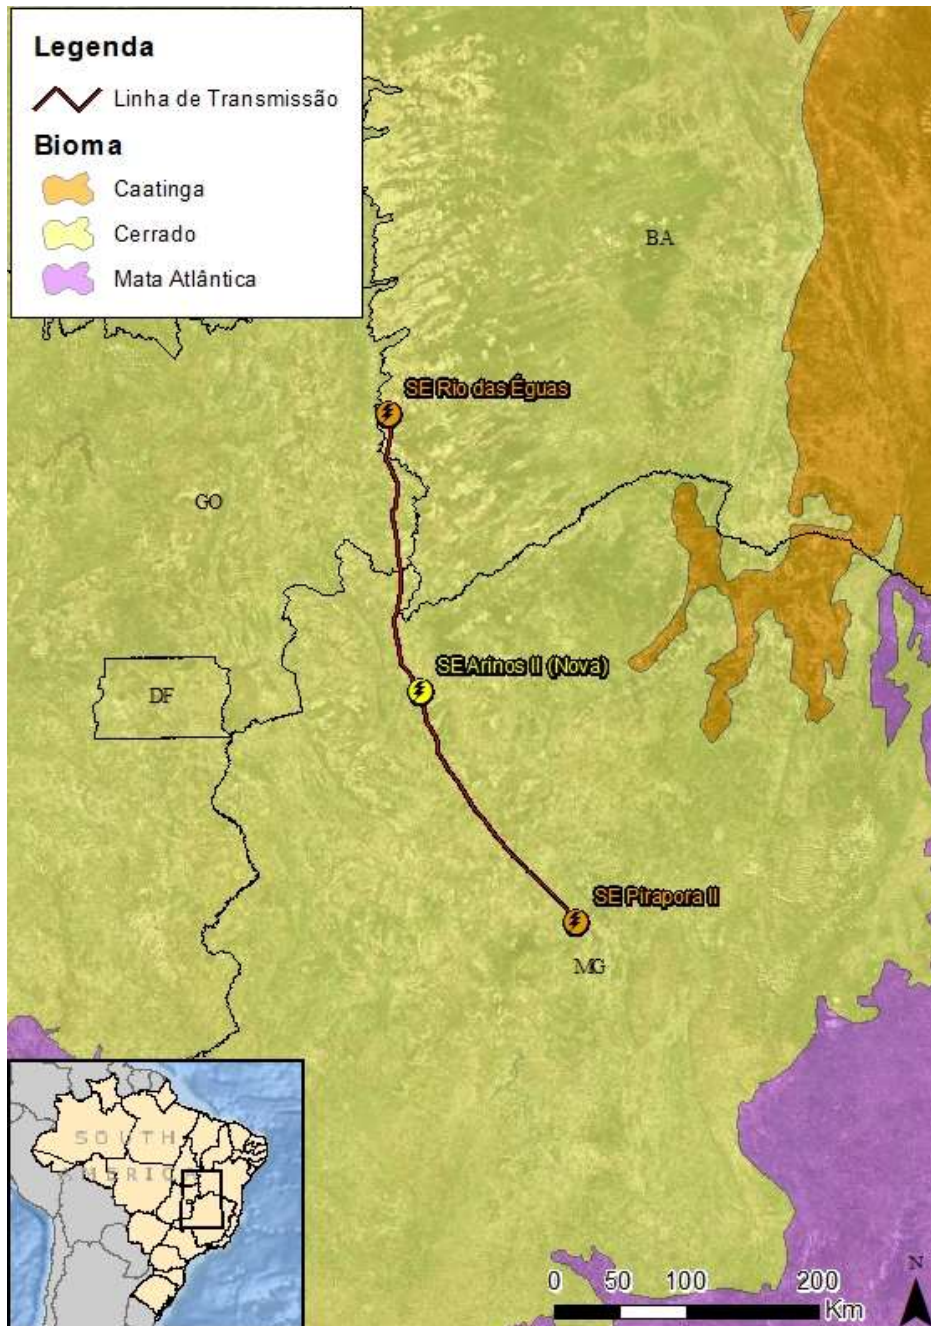 Legenda
Linha de Transmissão
Bioma
Caatinga
Cerrado
Mata Atlântica
BA
SE Rio das Éguas
GO
SE Arinos II (Nova)
DF
SE Pirapora II
MG
SOUTH
AMERIC
N
0 50 100 200
Km